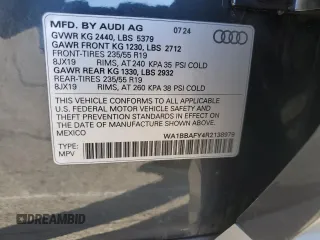 MFD. BY AUDI AG 07/24
GVWR KG 2440, LBS 5379
GAWR FRONT KG 1230, LBS 2712
FRONT-TIRES 235/55 R19
8JX19 RIMS, AT 240 KPA 35 PSI COLD
GAWR REAR KG 1330, LBS 2932
REAR-TIRES 235/55 R19
8JX19 RIMS, AT 260 KPA 38 PSI COLD
THIS VEHICLE CONFORMS TO ALL APPLICABLE
U.S. FEDERAL MOTOR VEHICLE SAFETY AND
THEFT PREVENTION STANDARDS IN EFFECT ON
THE DATE OF MANUFACTURE SHOWN ABOVE.
MEXICO WA1BBAFY4R2138979
TYPE:
MPV
© DREAMBID